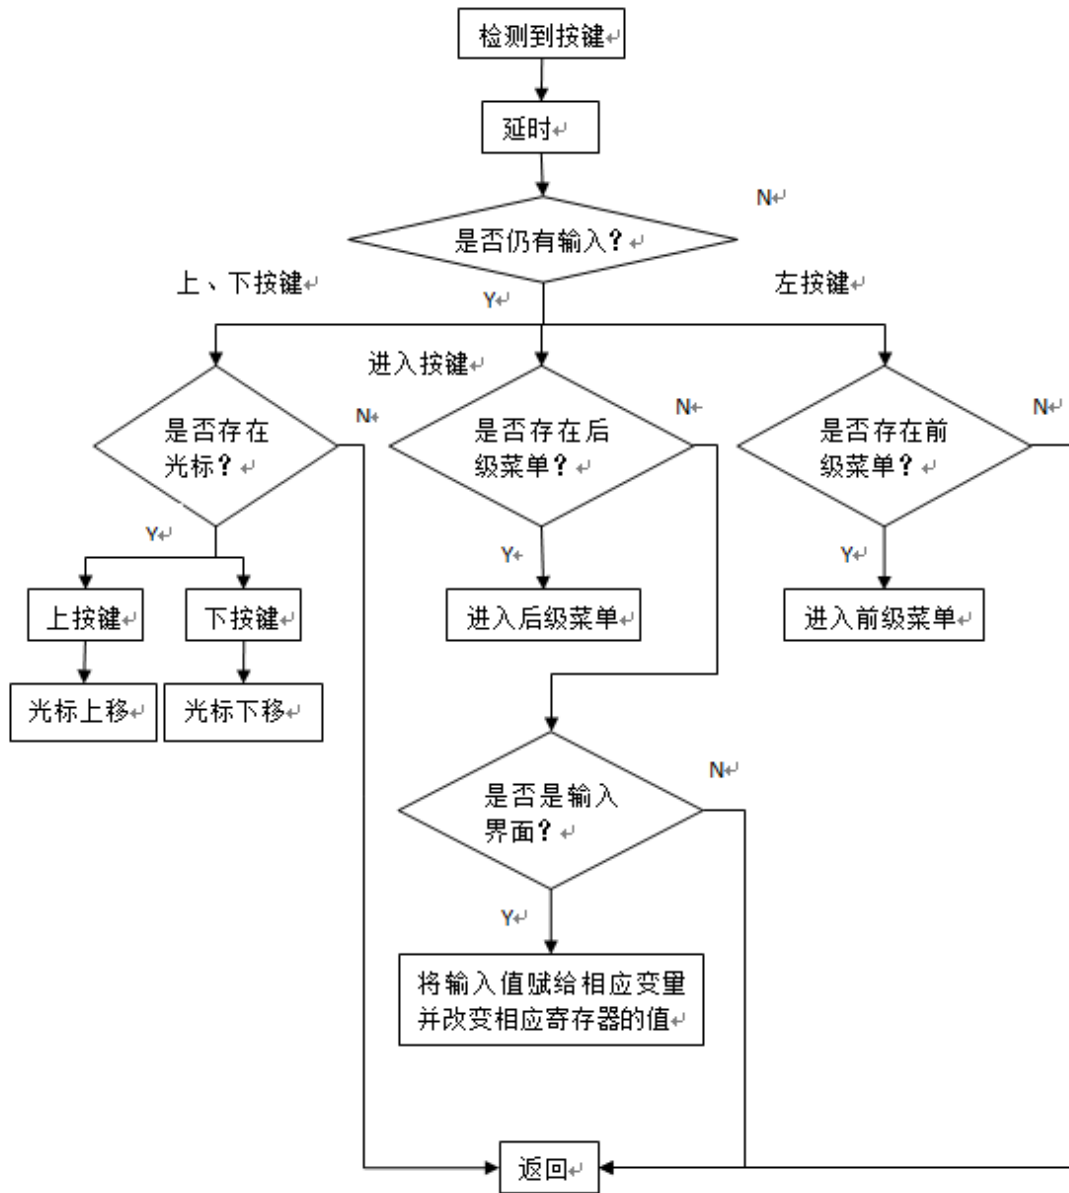 检测到按键
延时
N
是否仍有输入？
上、下按键
Y
左按键
进入按键
N
N
N
是否存在
光标？
是否存在后
级菜单？
是否存在前
级菜单？
Y
Y
Y
上按键
下按键
进入后级菜单
进入前级菜单
光标上移
光标下移
N
是否是输入
界面？
Y
将输入值赋给相应变量
并改变相应寄存器的值
返回